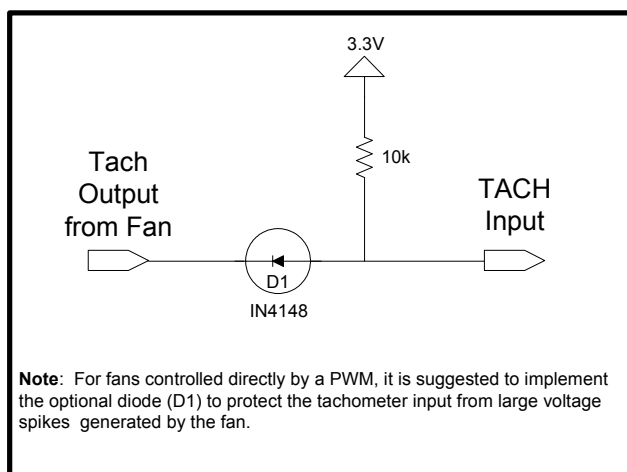 3.3V
10k
Tach
Output
from Fan
TACH
Input
D1
IN4148
Note: For fans controlled directly by a PWM, it is suggested to implement
the optional diode (D1) to protect the tachometer input from large voltage
spikes generated by the fan.